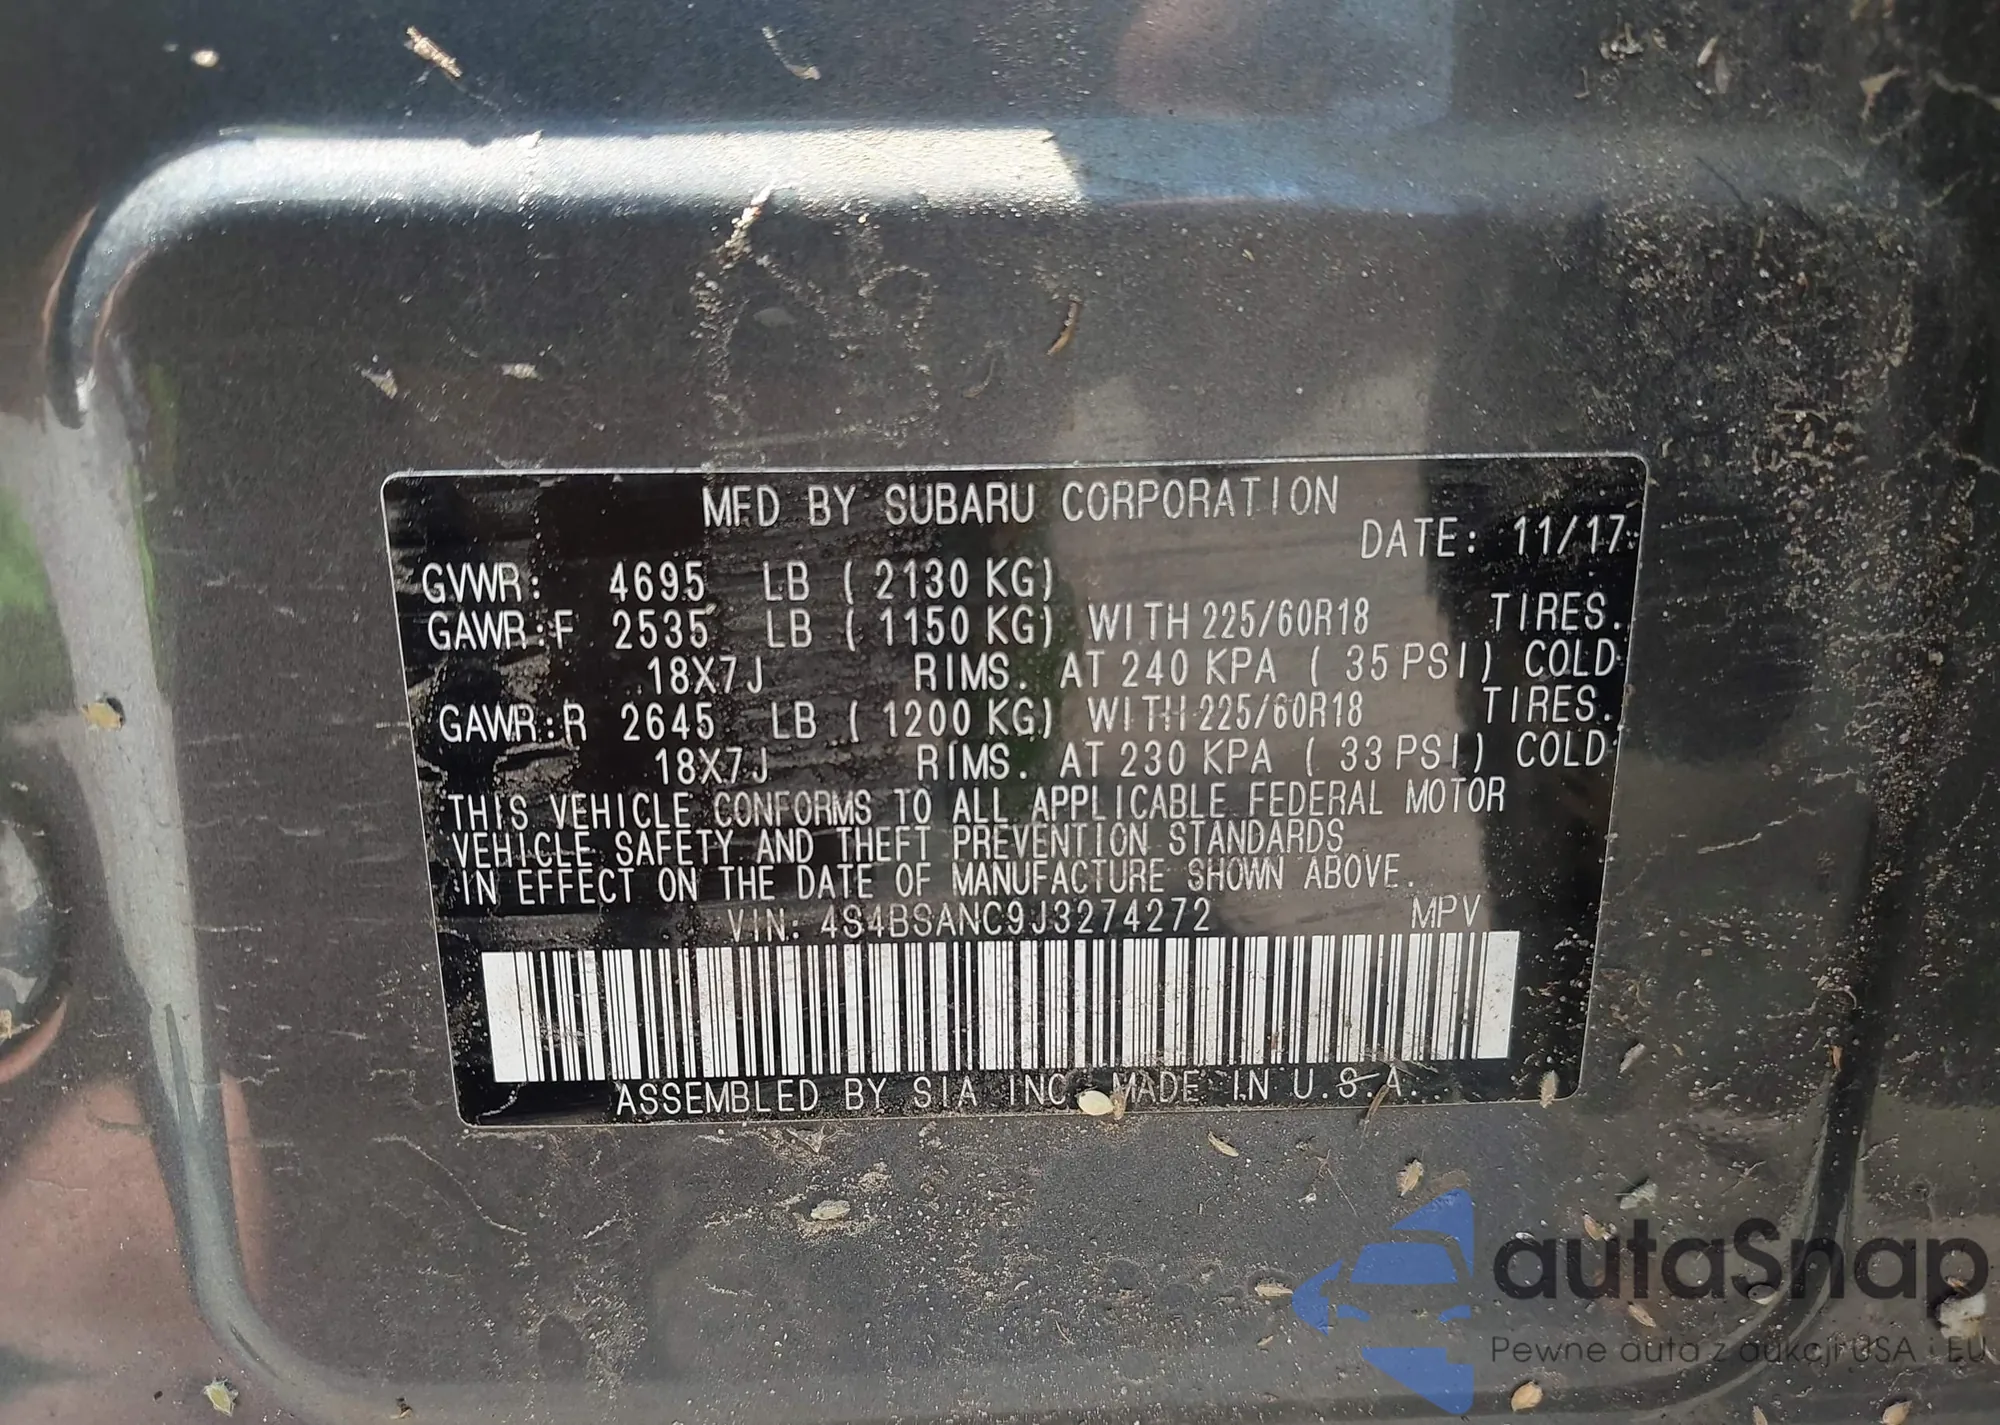 MFD BY SUBARU CORPORATION
DATE: 11/17
GVWR: 4695 LB ( 2130 KG)
GAWR:F 2535 LB ( 1150 KG) WITH 225/60R18 TIRES.
18X7J RIMS. AT 240 KPA ( 35 PSI) COLD
GAWR:R 2645 LB ( 1200 KG) WITH 225/60R18 TIRES.
18X7J RIMS. AT 230 KPA ( 33 PSI) COLD
THIS VEHICLE CONFORMS TO ALL APPLICABLE FEDERAL MOTOR
VEHICLE SAFETY AND THEFT PREVENTION STANDARDS
IN EFFECT ON THE DATE OF MANUFACTURE SHOWN ABOVE.
VIN: 4S4BSANC9J3274272 MPV
ASSEMBLED BY SIA INC. MADE IN U.S.A.
autaSnap
Pewne auta z aukcji USA i EU